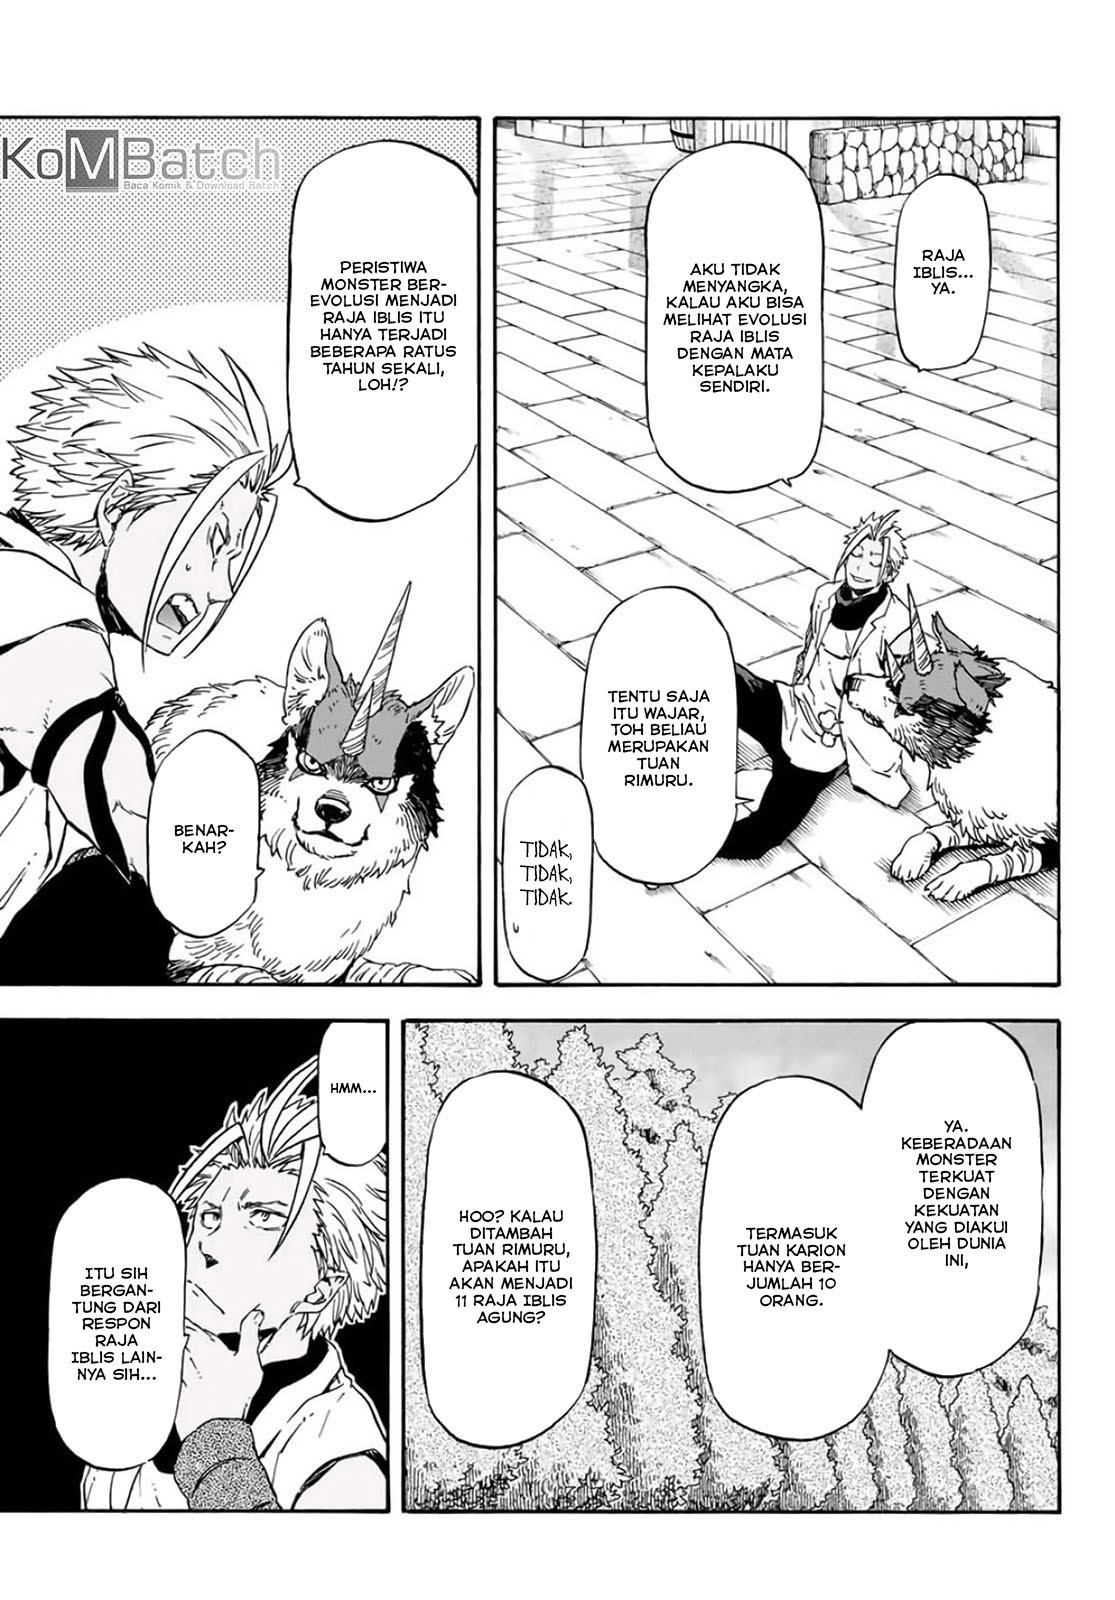 KoMBatch
Baca Komik & Download Batch
RAJA
IBLIS...
YA.
AKU TIDAK
MENYANGKA,
KALAU AKU BISA
MELIHAT EVOLUSI
RAJA IBLIS
DENGAN MATA
KEPALAKU
SENDIRI.
TENTU SAJA
ITU WAJAR,
TOH BELIAU
MERUPAKAN
TUAN
RIMURU.
TIDAK,
TIDAK,
TIDAK.
PERISTIWA
MONSTER BER-
EVOLUSI MENJADI
RAJA IBLIS ITU
HANYA TERJADI
BEBERAPA RATUS
TAHUN SEKALI,
LOH!?
BENAR-
KAH?
YA.
KEBERADAAN
MONSTER
TERKUAT
DENGAN
KEKUATAN
YANG DIAKUI
OLEH DUNIA
INI,
TERMASUK
TUAN KARION
HANYA BER-
JUMLAH 10
ORANG.
HOO? KALAU
DITAMBAH
TUAN RIMURU,
APAKAH ITU
AKAN MENJADI
11 RAJA IBLIS
AGUNG?
HMM...
ITU SIH
BERGAN-
TUNG DARI
RESPON
RAJA
IBLIS LAIN-
NYA SIH...